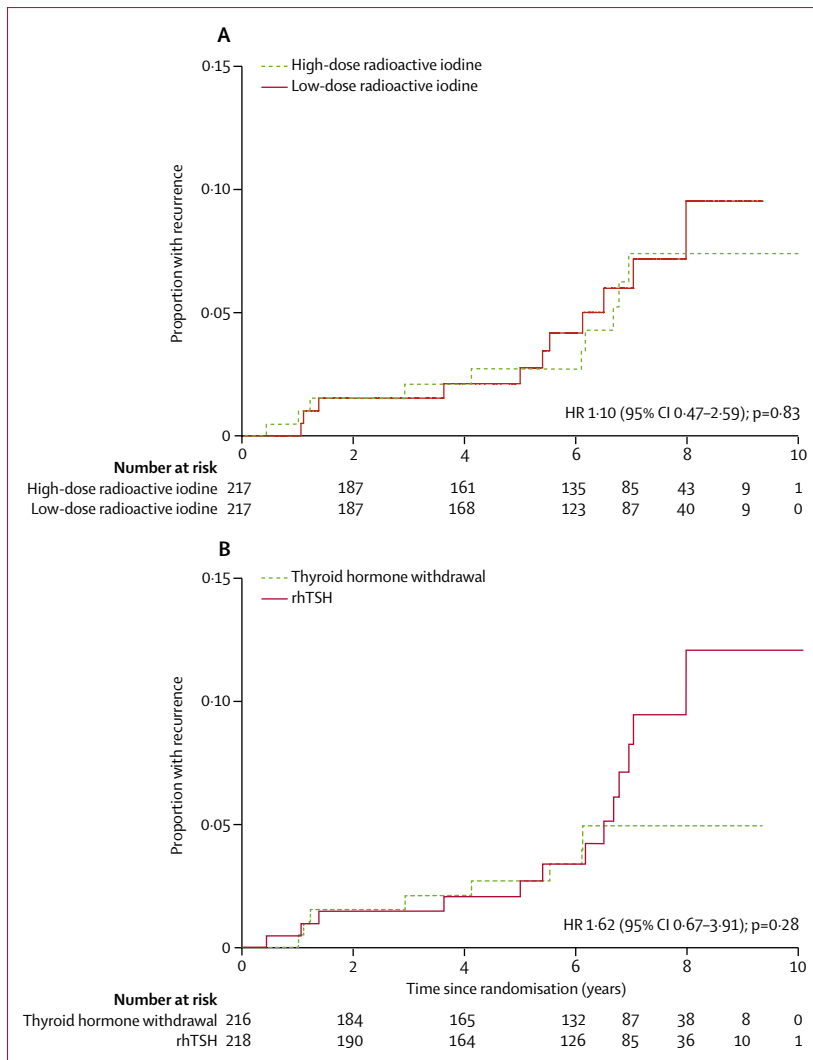 A
High-dose radioactive iodine
Low-dose radioactive iodine
0·15
0·10
0·05
0
Proportion with recurrence
HR 1·10 (95% CI 0·47–2·59); p=0·83
0 2 4 6 8 10
Number at risk
High-dose radioactive iodine 217 187 161 135 85 43 9 1
Low-dose radioactive iodine 217 187 168 123 87 40 9 0
B
Thyroid hormone withdrawal
rhTSH
0·15
0·10
0·05
0
Proportion with recurrence
HR 1·62 (95% CI 0·67–3·91); p=0·28
0 2 4 6 8 10
Time since randomisation (years)
Number at risk
Thyroid hormone withdrawal 216 184 165 132 87 38 8 0
rhTSH 218 190 164 126 85 36 10 1